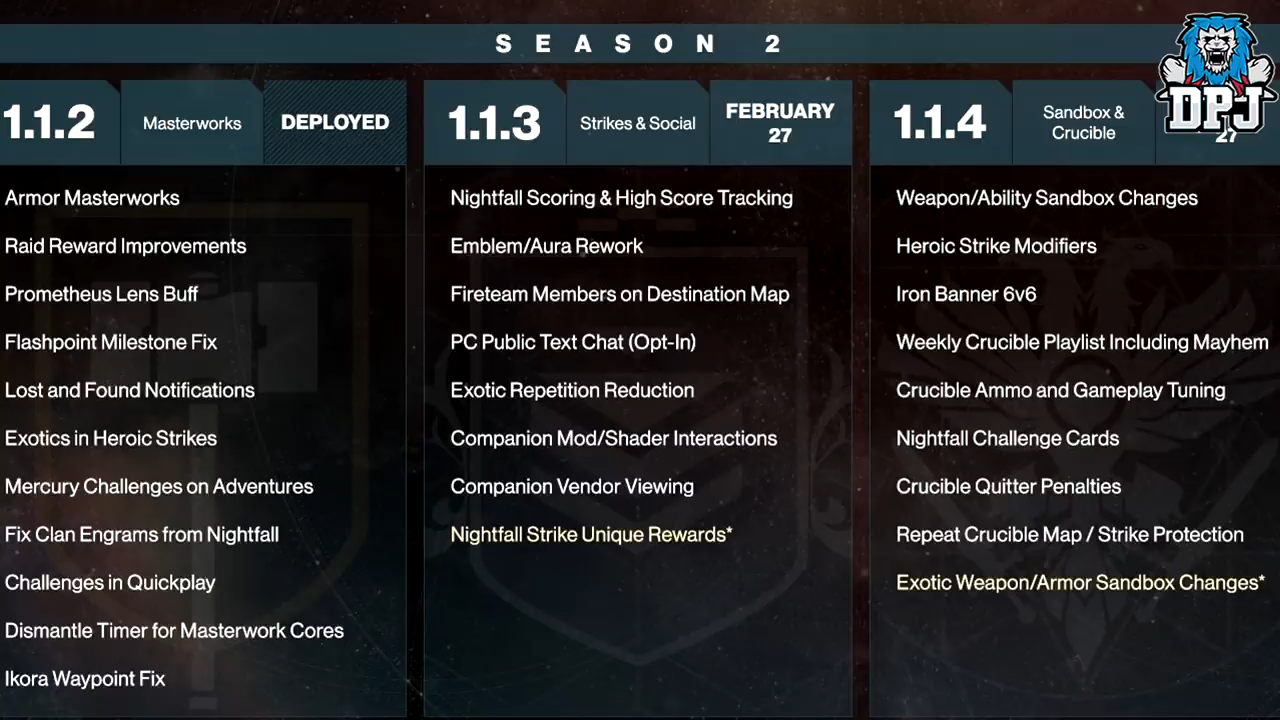 SEASON 2
1.1.2
Masterworks
DEPLOYED
Armor Masterworks
Raid Reward Improvements
Prometheus Lens Buff
Flashpoint Milestone Fix
Lost and Found Notifications
Exotics in Heroic Strikes
Mercury Challenges on Adventures
Fix Clan Engrams from Nightfall
Challenges in Quickplay
Dismantle Timer for Masterwork Cores
Ikora Waypoint Fix
1.1.3
Strikes & Social
FEBRUARY
27
Nightfall Scoring & High Score Tracking
Emblem/Aura Rework
Fireteam Members on Destination Map
PC Public Text Chat (Opt-In)
Exotic Repetition Reduction
Companion Mod/Shader Interactions
Companion Vendor Viewing
Nightfall Strike Unique Rewards*
1.1.4
Sandbox &
Crucible
27
DPJ
Weapon/Ability Sandbox Changes
Heroic Strike Modifiers
Iron Banner 6v6
Weekly Crucible Playlist Including Mayhem
Crucible Ammo and Gameplay Tuning
Nightfall Challenge Cards
Crucible Quitter Penalties
Repeat Crucible Map / Strike Protection
Exotic Weapon/Armor Sandbox Changes*